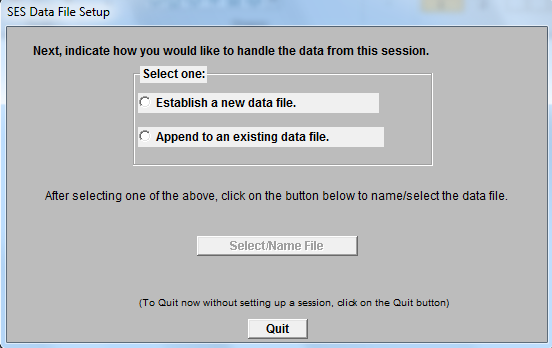 SES Data File Setup
Next, indicate how you would like to handle the data from this session.
Select one:
Establish a new data file.
Append to an existing data file.
After selecting one of the above, click on the button below to name/select the data file.
Select/Name File
(To Quit now without setting up a session, click on the Quit button)
Quit